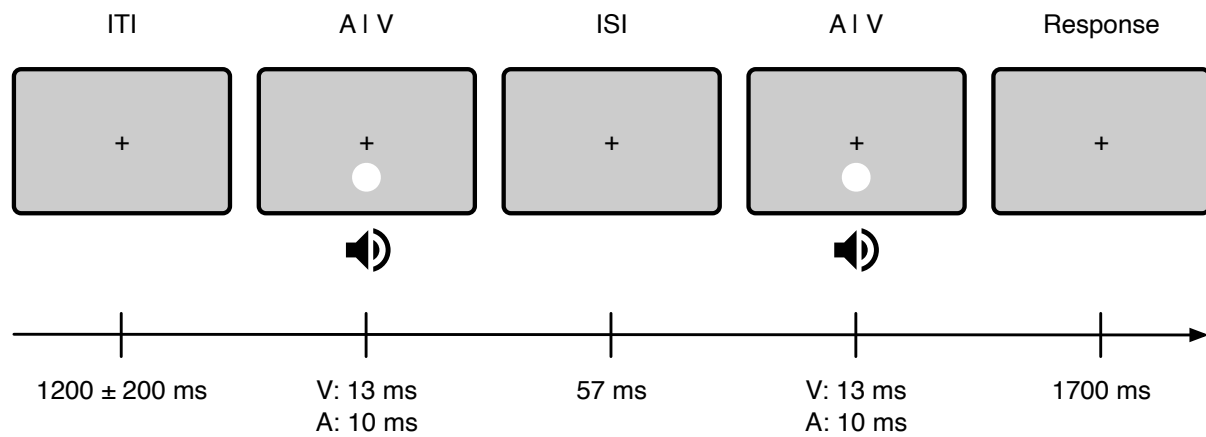 ITI
A | V
ISI
A | V
Response
1200 ± 200 ms
V: 13 ms
A: 10 ms
57 ms
V: 13 ms
A: 10 ms
1700 ms